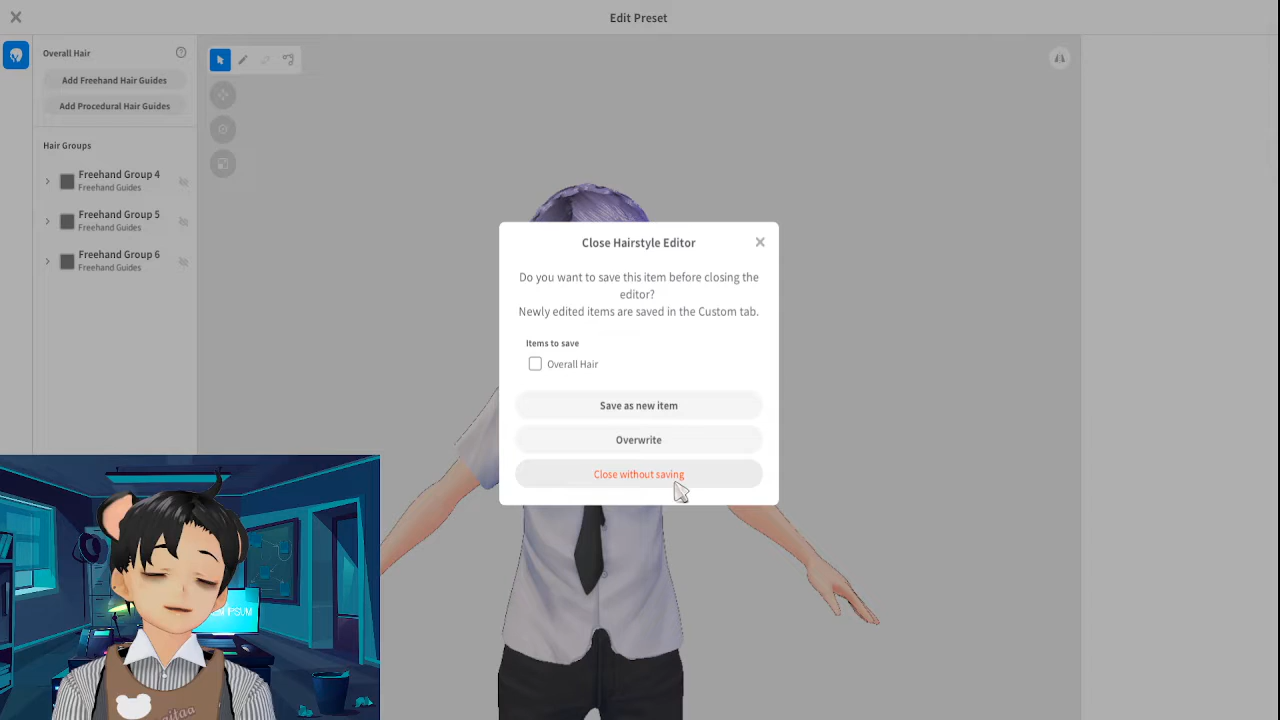 Edit Preset
Overall Hair
Add Freehand Hair Guides
Add Procedural Hair Guides
Hair Groups
Freehand Group 4
Freehand Guides
Freehand Group 5
Freehand Guides
Freehand Group 6
Freehand Guides
Close Hairstyle Editor
Do you want to save this item before closing the
editor?
Newly edited items are saved in the Custom tab.
Items to save
Overall Hair
Save as new item
Overwrite
Close without saving
IPSUM